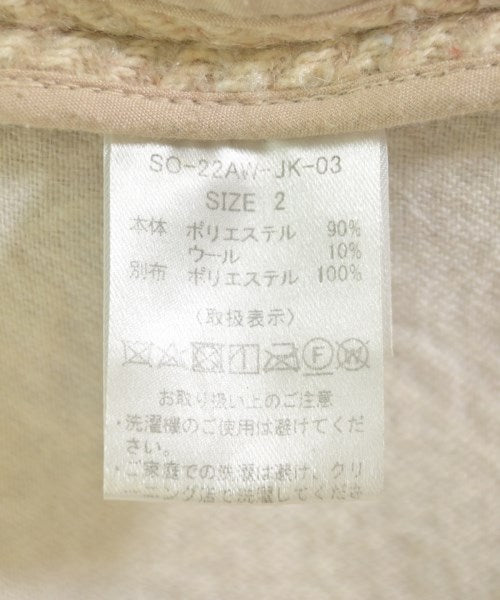 SO-22AW-JK-03
SIZE 2
本体 ポリエステル 90%
ウール 10%
別布 ポリエステル 100%
(取扱表示)
F W
お取り扱い上のご注意
・洗濯機のご使用は避けてくだ
さい。
・ご家庭での洗濯は避け、クリ
ーニング店で洗濯してください